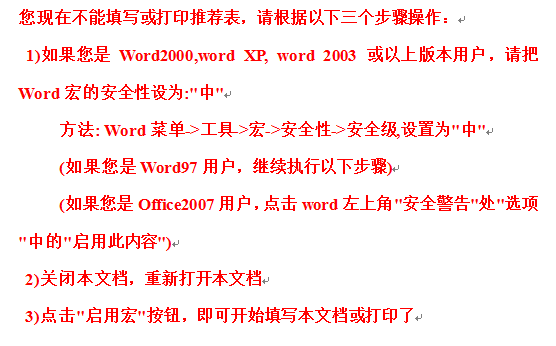 您现在不能填写或打印推荐表，请根据以下三个步骤操作：
1)如果您是 Word2000,word XP, word 2003 或以上版本用户，请把
Word 宏的安全性设为:"中"
方法: Word 菜单->工具->宏->安全性->安全级,设置为"中"
(如果您是 Word97 用户，继续执行以下步骤)
(如果您是 Office2007 用户，点击 word 左上角"安全警告"处"选项
"中的"启用此内容")
2)关闭本文档，重新打开本文档
3)点击"启用宏"按钮，即可开始填写本文档或打印了